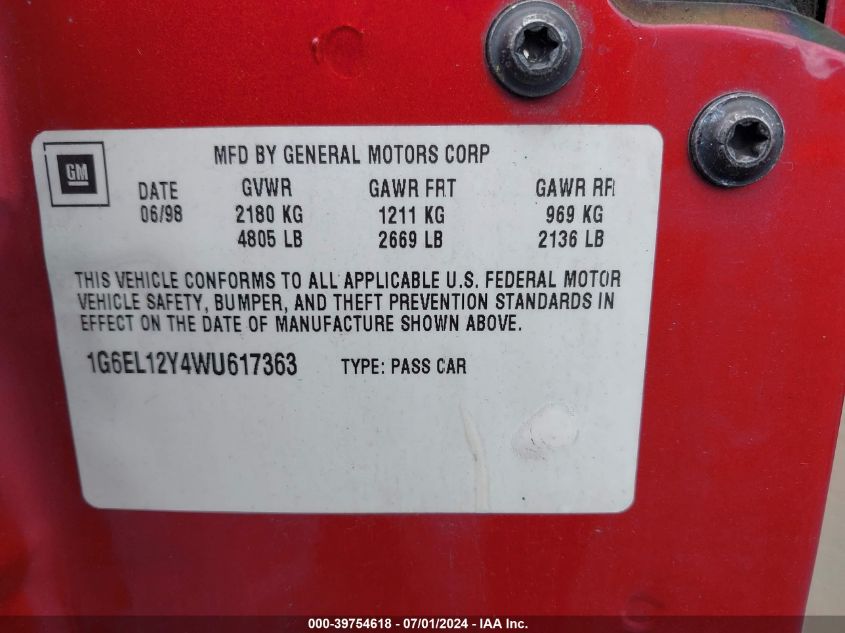 GM
MFD BY GENERAL MOTORS CORP
DATE GVWR GAWR FRT GAWR RR
06/98 2180 KG 1211 KG 969 KG
4805 LB 2669 LB 2136 LB
THIS VEHICLE CONFORMS TO ALL APPLICABLE U.S. FEDERAL MOTOR
VEHICLE SAFETY, BUMPER, AND THEFT PREVENTION STANDARDS IN
EFFECT ON THE DATE OF MANUFACTURE SHOWN ABOVE.
1G6EL12Y4WU617363 TYPE: PASS CAR
000-39754618 - 07/01/2024 - IAA Inc.